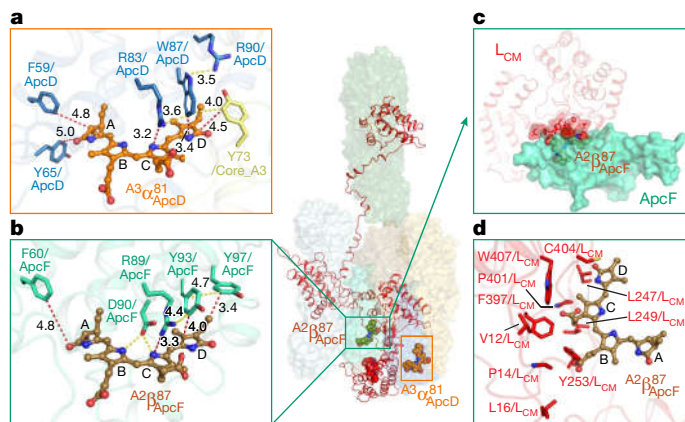 a
F59/
ApcD
R83/
ApcD
W87/
ApcD
R90/
ApcD
3.5
4.8
3.6
4.0
5.0
A
3.2
4.5
3.4
D
B
C
Y65/
ApcD
A3α81ApcD
Y73
/Core_A3
b
F60/
ApcF
R89/
ApcF
Y93/
ApcF
Y97/
ApcF
4.7
D90/
ApcF
4.4
3.4
4.8
A
4.0
3.3
D
B
C
A2β87ApcF
A2β87ApcF
A3α81ApcD
c
LCM
A2β87ApcF
ApcF
d
W407/LCM
C404/LCM
D
P401/LCM
L247/LCM
F397/LCM
C
L249/LCM
V12/LCM
B
A
P14/LCM
Y253/LCM
A2β87ApcF
L16/LCM